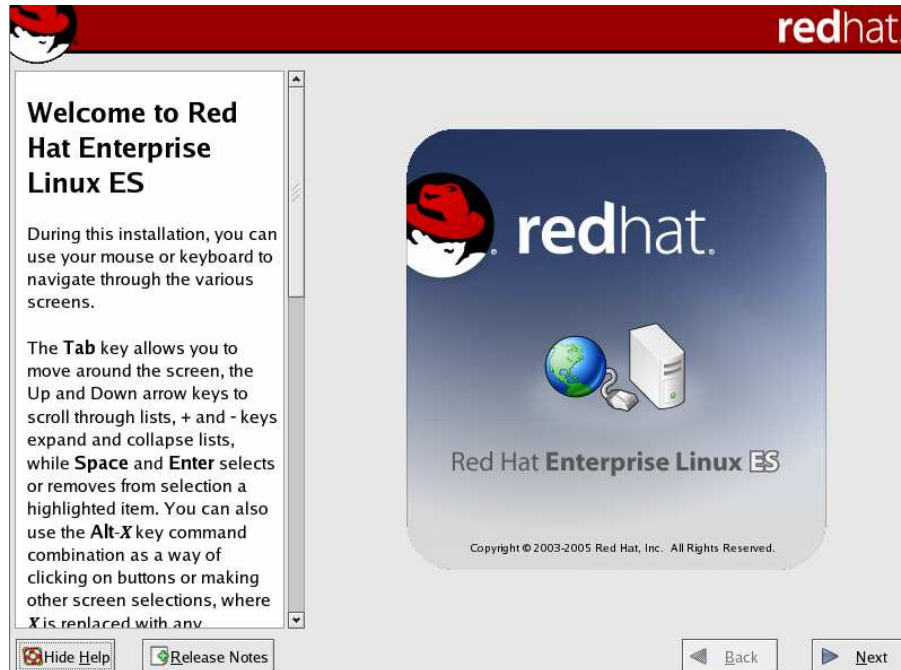 redhat.
Welcome to Red
Hat Enterprise
Linux ES
During this installation, you can
use your mouse or keyboard to
navigate through the various
screens.
The Tab key allows you to
move around the screen, the
Up and Down arrow keys to
scroll through lists, + and - keys
expand and collapse lists,
while Space and Enter selects
or removes from selection a
highlighted item. You can also
use the Alt-X key command
combination as a way of
clicking on buttons or making
other screen selections, where
X is replaced with any
redhat.
Red Hat Enterprise Linux ES
Copyright © 2003-2005 Red Hat, Inc. All Rights Reserved.
Hide Help
Release Notes
Back
Next